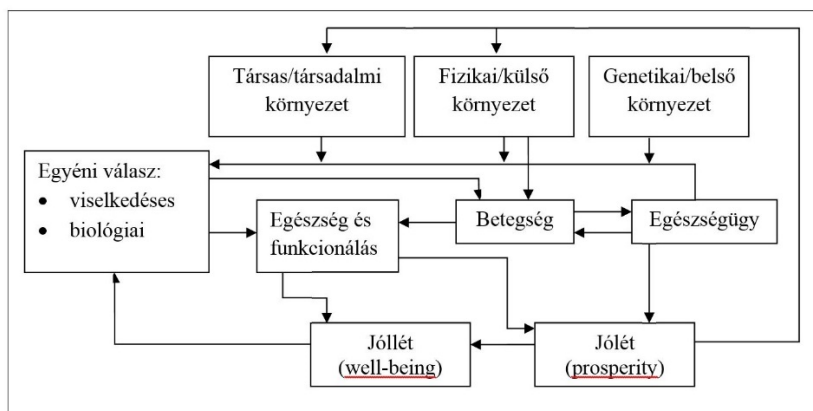 Társas/társadalmi
környezet
Fizikai/külső
környezet
Genetikai/belső
környezet
Egyéni válasz:
• viselkedéses
• biológiai
Egészség és
funkcionálás
Betegség
Egészségügy
Jóllét
(well-being)
Jólét
(prosperity)